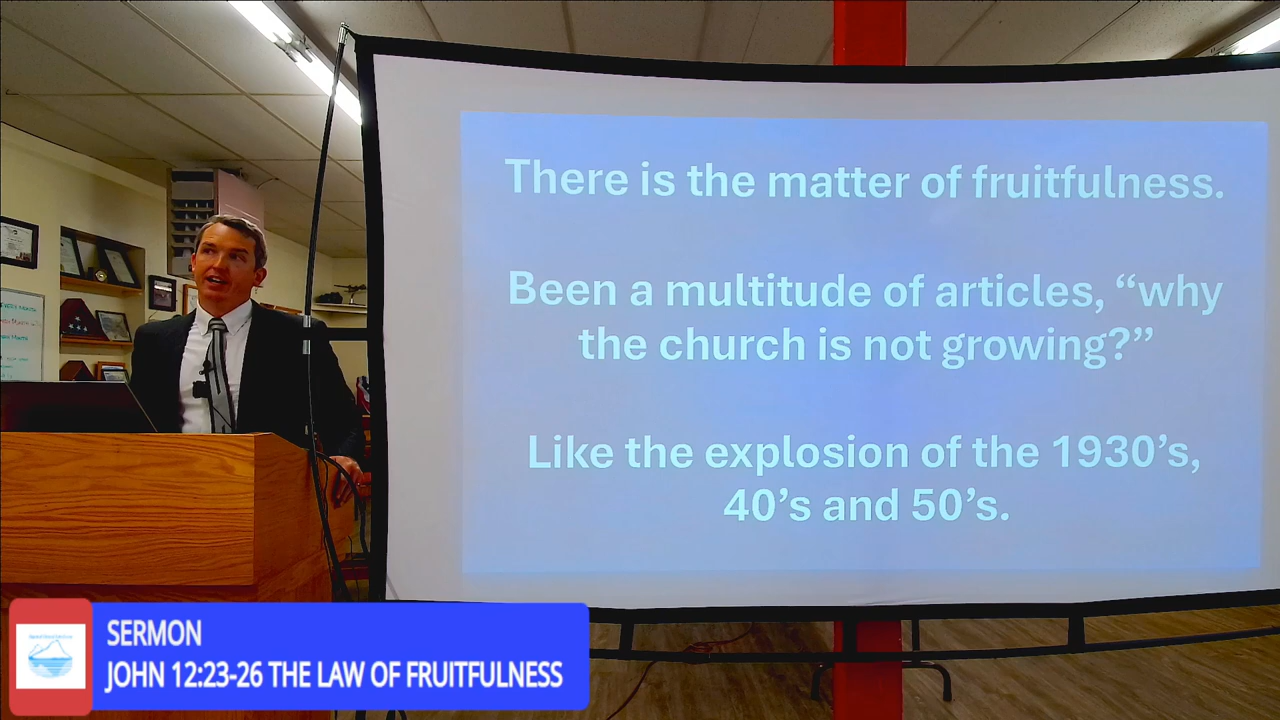 There is the matter of fruitfulness.
Been a multitude of articles, “why
the church is not growing?”
Like the explosion of the 1930’s,
40’s and 50’s.
SERMON
JOHN 12:23-26 THE LAW OF FRUITFULNESS